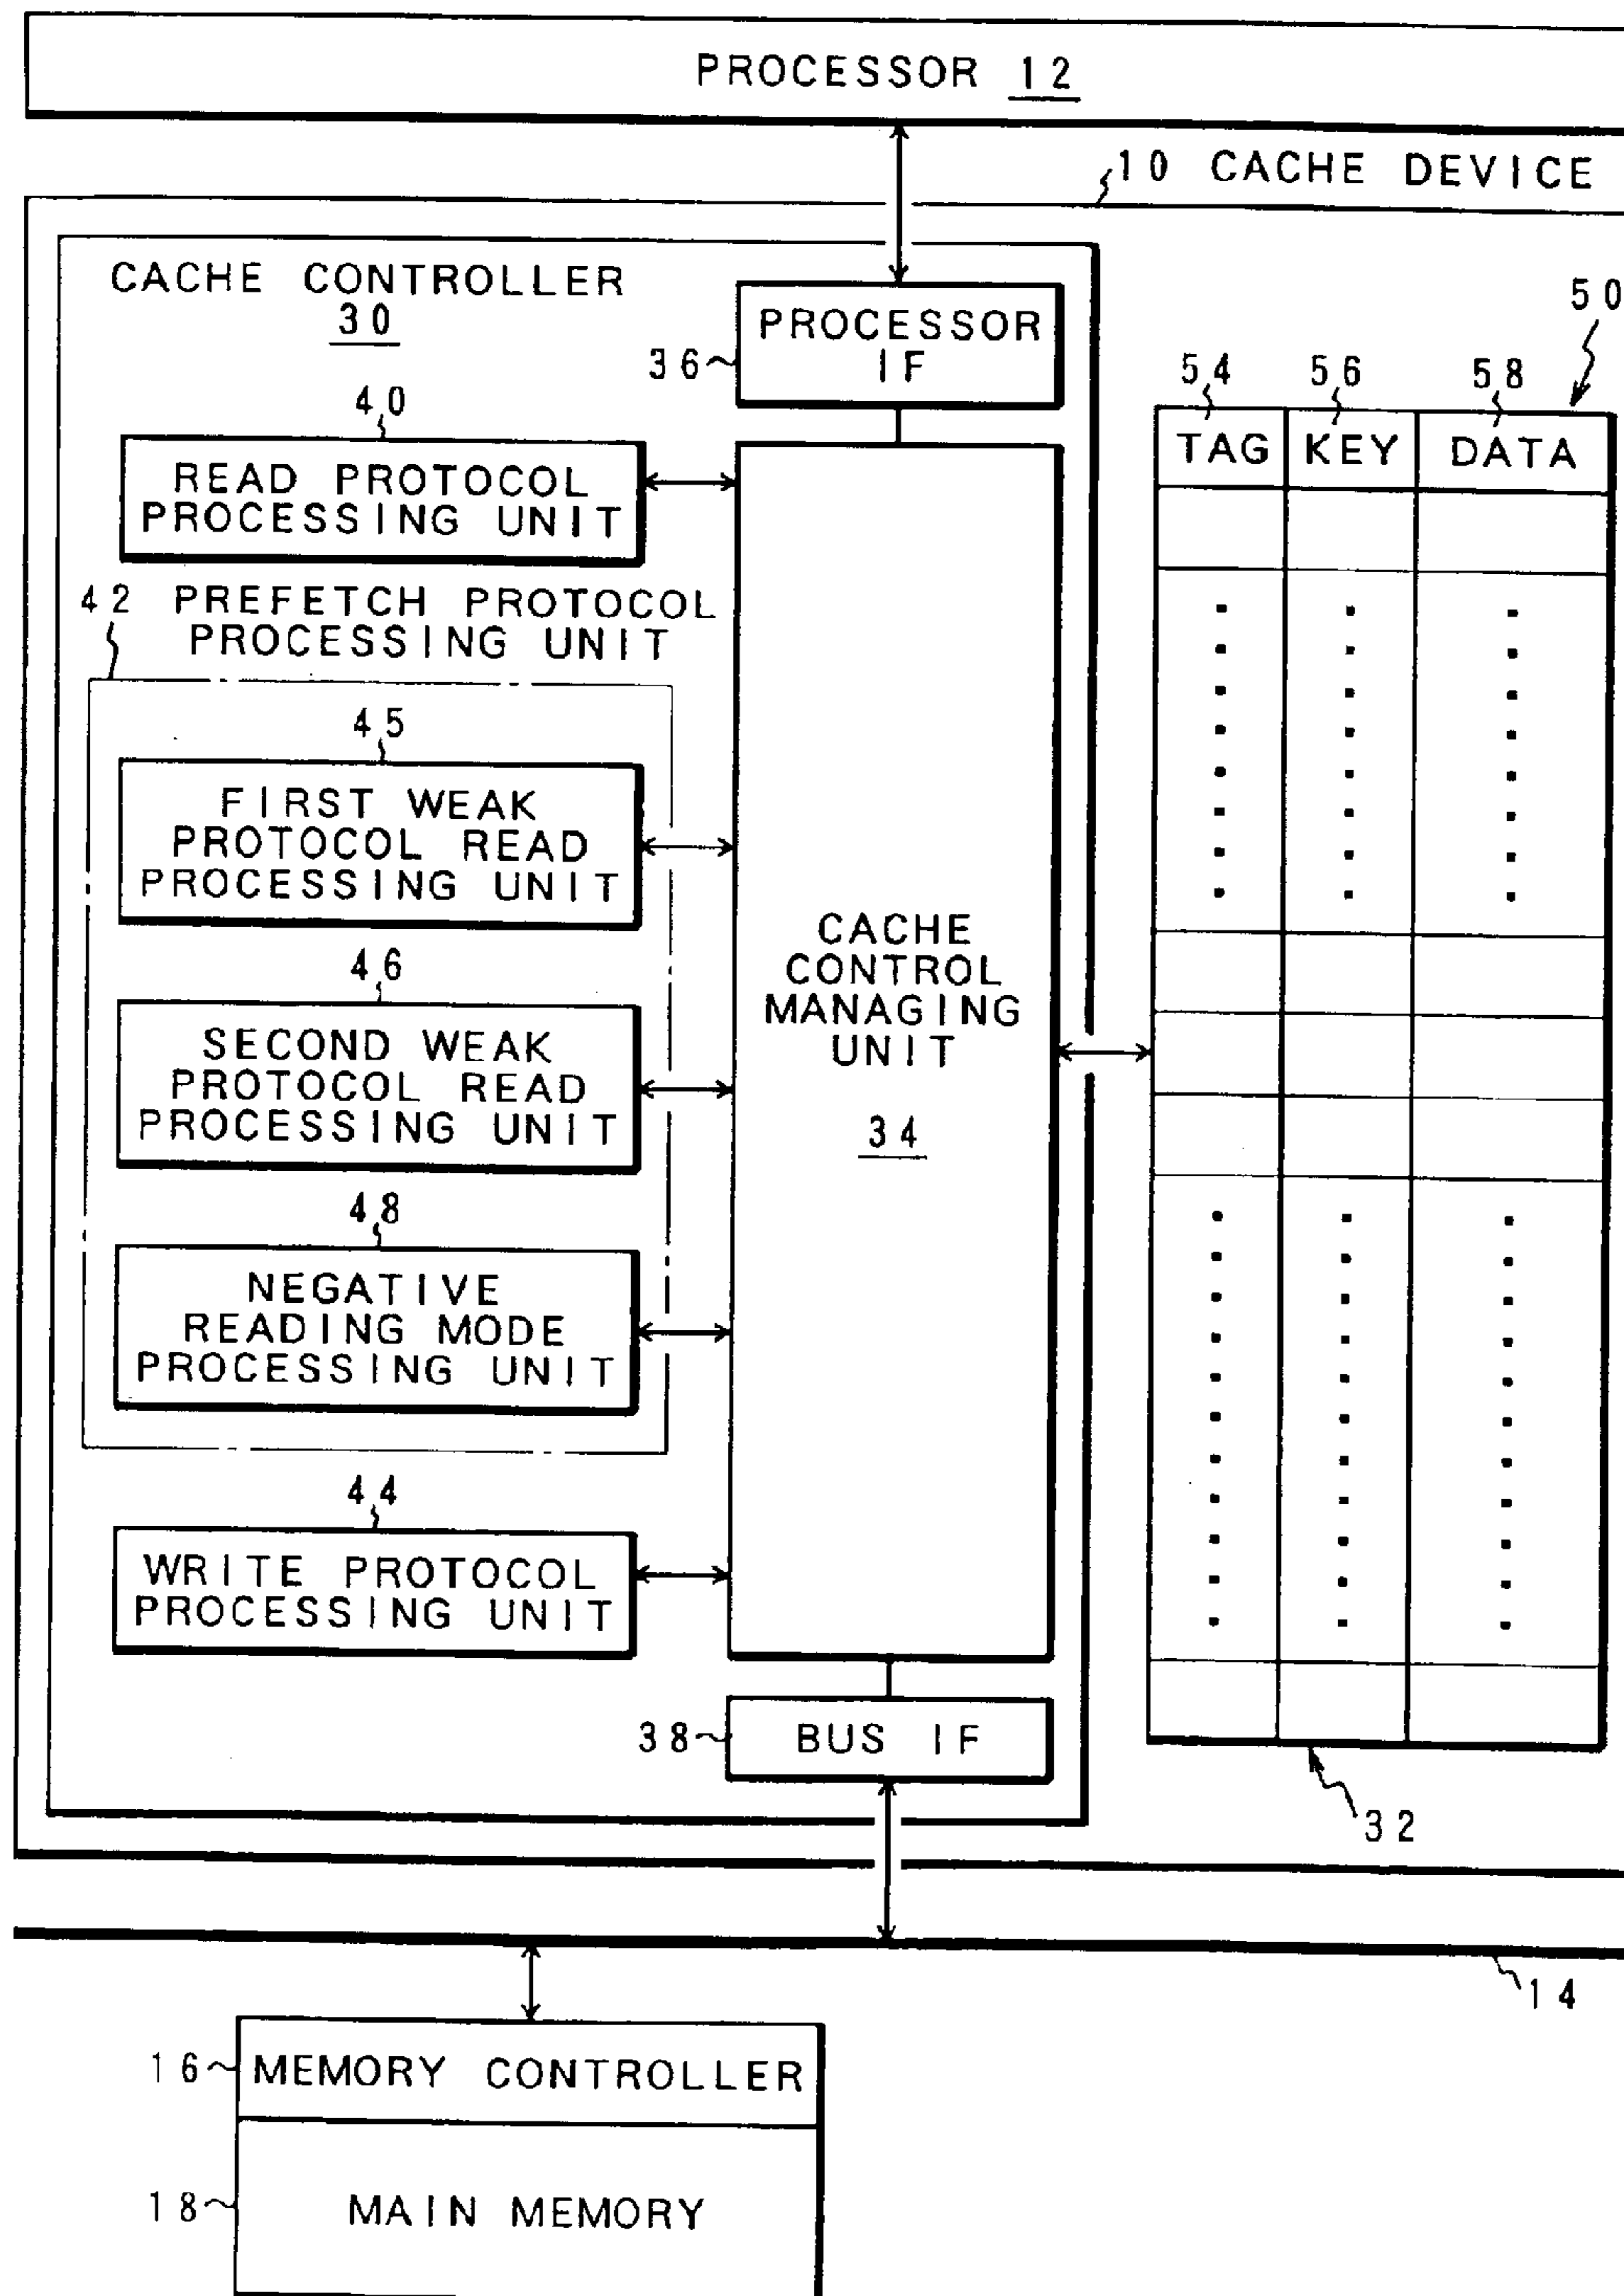 PROCESSOR 12
10 CACHE DEVICE
CACHE CONTROLLER
30
PROCESSOR
IF
36
50
54 56 58
TAG KEY DATA
40
READ PROTOCOL
PROCESSING UNIT
42 PREFETCH PROTOCOL
PROCESSING UNIT
45
FIRST WEAK
PROTOCOL READ
PROCESSING UNIT
46
SECOND WEAK
PROTOCOL READ
PROCESSING UNIT
48
NEGATIVE
READING MODE
PROCESSING UNIT
44
WRITE PROTOCOL
PROCESSING UNIT
CACHE
CONTROL
MANAGING
UNIT
34
38 BUS IF
32
14
16 MEMORY CONTROLLER
18 MAIN MEMORY